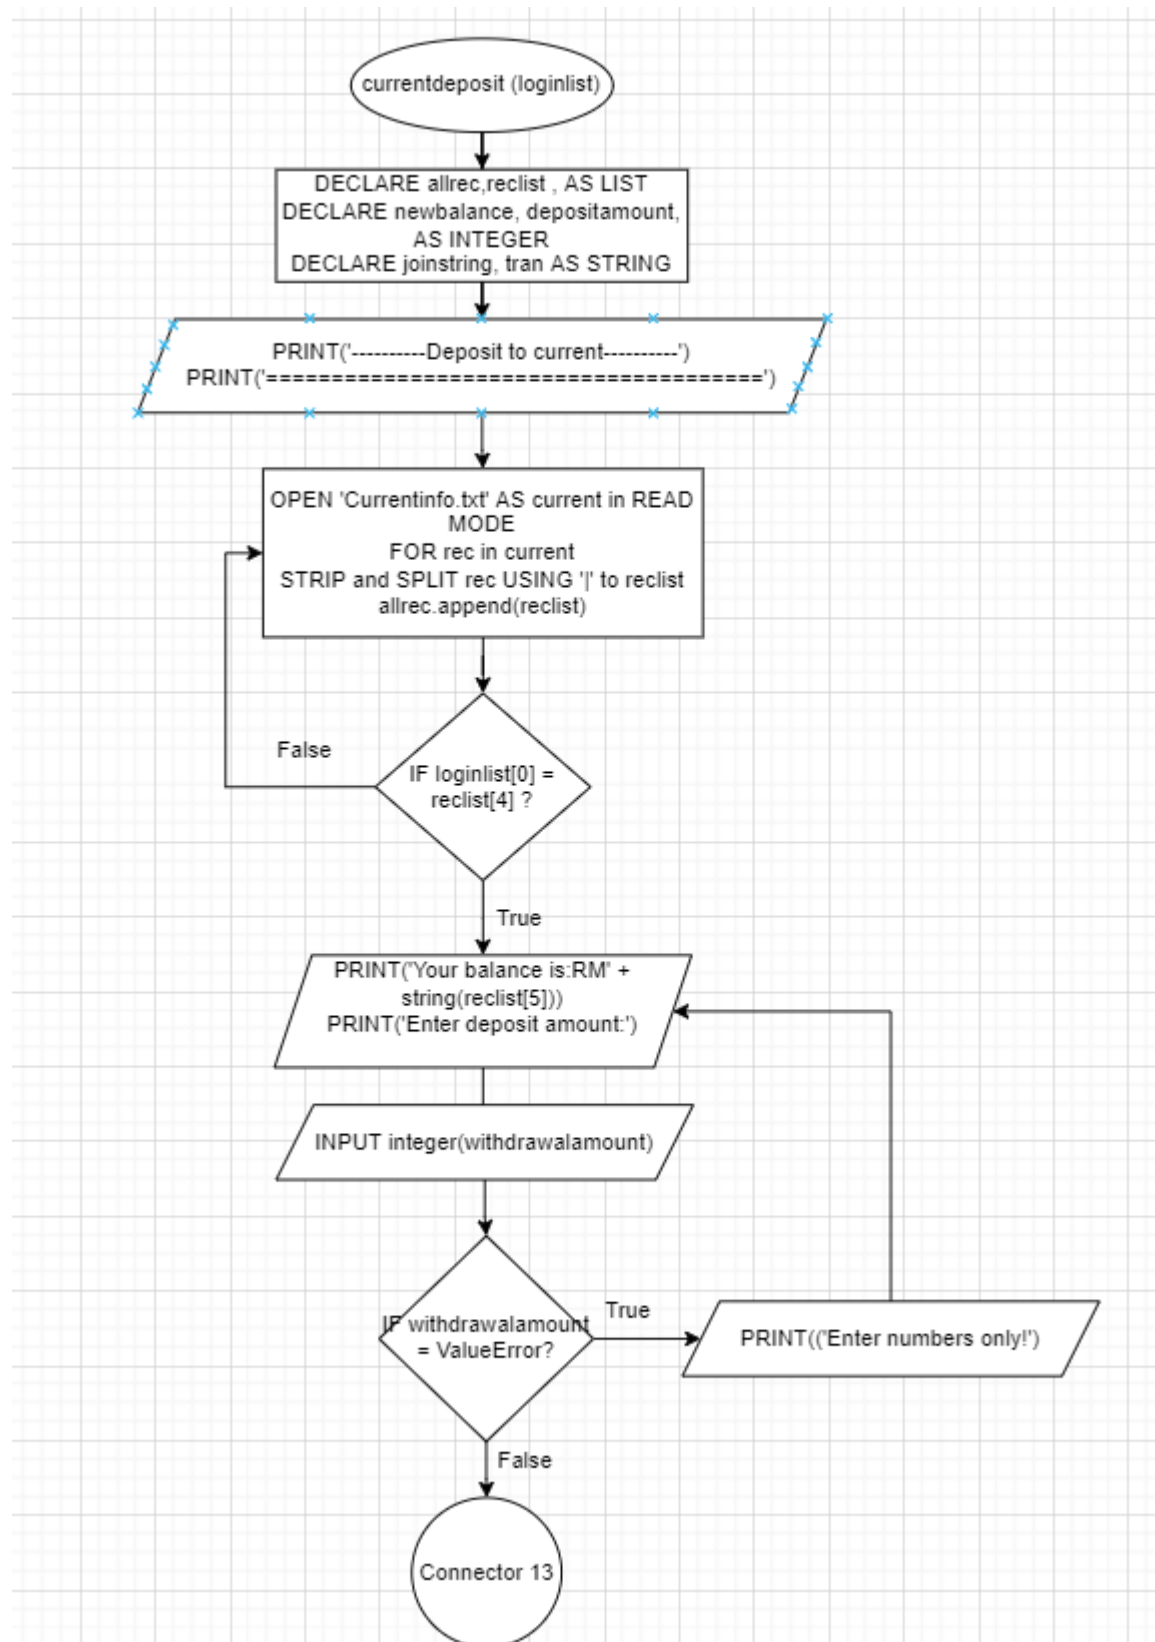 currentdeposit (loginlist)
DECLARE allrec,reclist , AS LIST
DECLARE newbalance, depositamount,
AS INTEGER
DECLARE joinstring, tran AS STRING
PRINT('----------Deposit to current----------')
PRINT('======================================')
OPEN 'Currentinfo.txt' AS current in READ
MODE
FOR rec in current
STRIP and SPLIT rec USING '|' to reclist
allrec.append(reclist)
False
IF loginlist[0] =
reclist[4] ?
True
PRINT('Your balance is:RM' +
string(reclist[5]))
PRINT('Enter deposit amount:')
INPUT integer(withdrawalamount)
IF withdrawalamount
= ValueError?
True
PRINT(('Enter numbers only!')
False
Connector 13